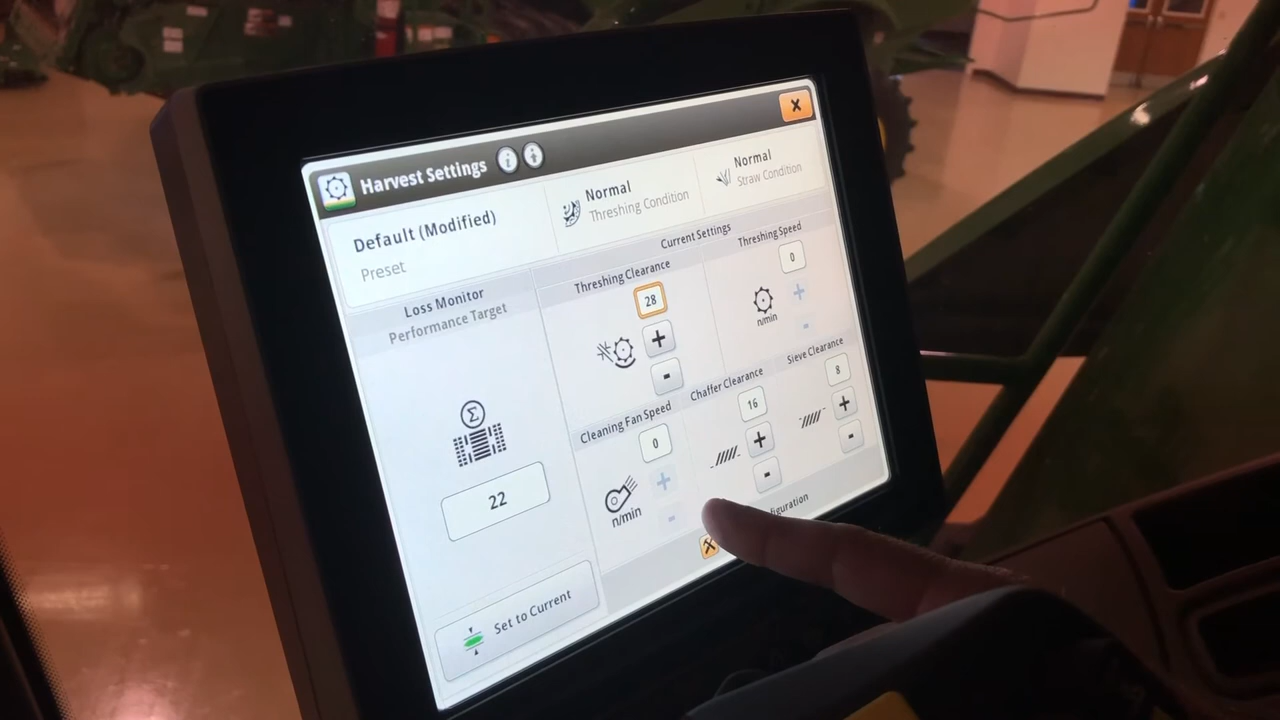 Harvest Settings
Default (Modified)
Preset
Normal
Threshing Condition
Normal
Straw Condition
Current Settings
Loss Monitor
Performance Target
22
Set to Current
Threshing Clearance
28
+
-
Threshing Speed
0
n/min
+
-
Cleaning Fan Speed
0
n/min
+
-
Chaffer Clearance
16
+
-
Sieve Clearance
8
+
-